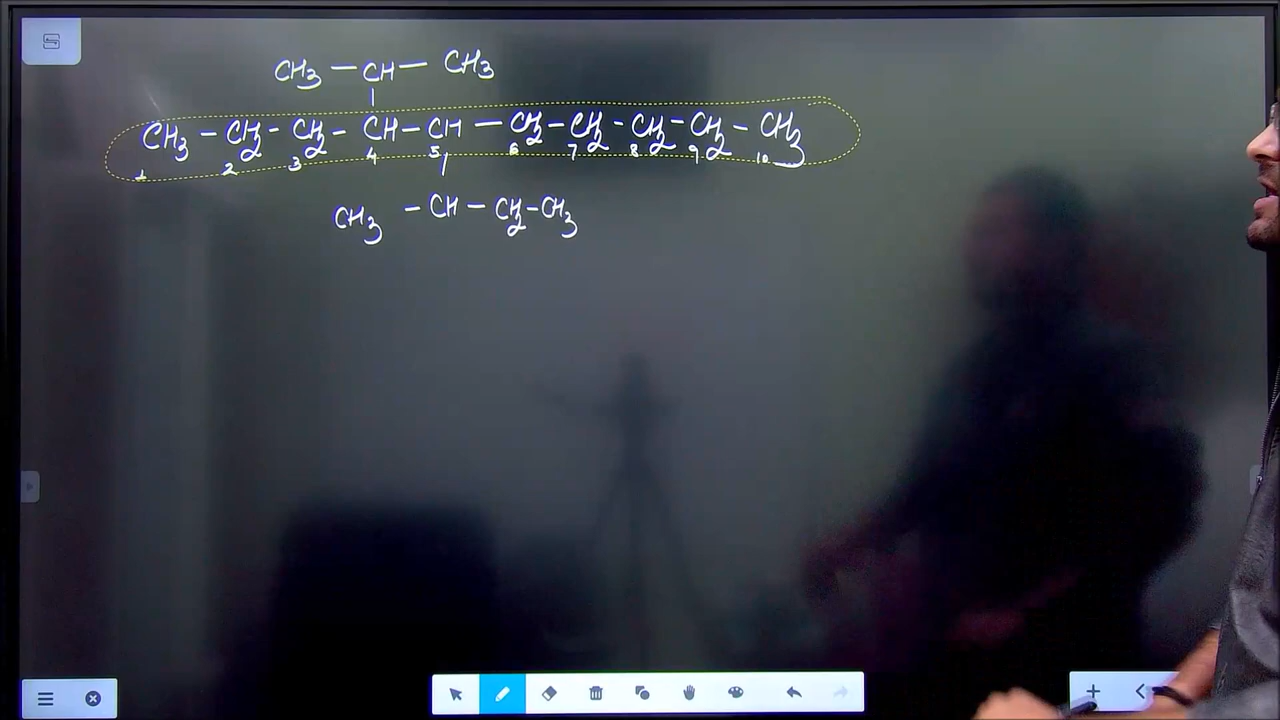 CH3 – CH – CH3
CH3 – CH2 – CH2 – CH – CH – CH2 – CH2 – CH2 – CH2 – CH3
1 2 3 4 5 6 7 8 9 10
CH3 – CH – CH2 – CH3